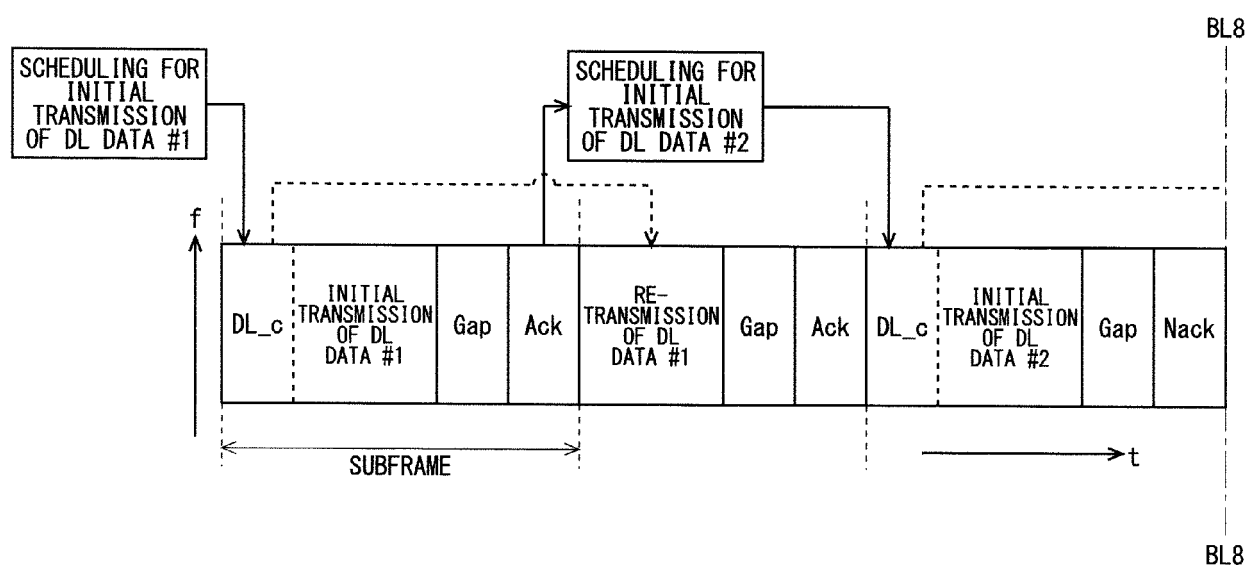 BL8
SCHEDULING FOR
INITIAL
TRANSMISSION
OF DL DATA #1
SCHEDULING FOR
INITIAL
TRANSMISSION
OF DL DATA #2
f
DL_c
INITIAL
TRANSMISSION
OF DL
DATA #1
Gap
Ack
RE-
TRANSMISSION
OF DL
DATA #1
Gap
Ack
DL_c
INITIAL
TRANSMISSION
OF DL
DATA #2
Gap
Nack
SUBFRAME
t
BL8